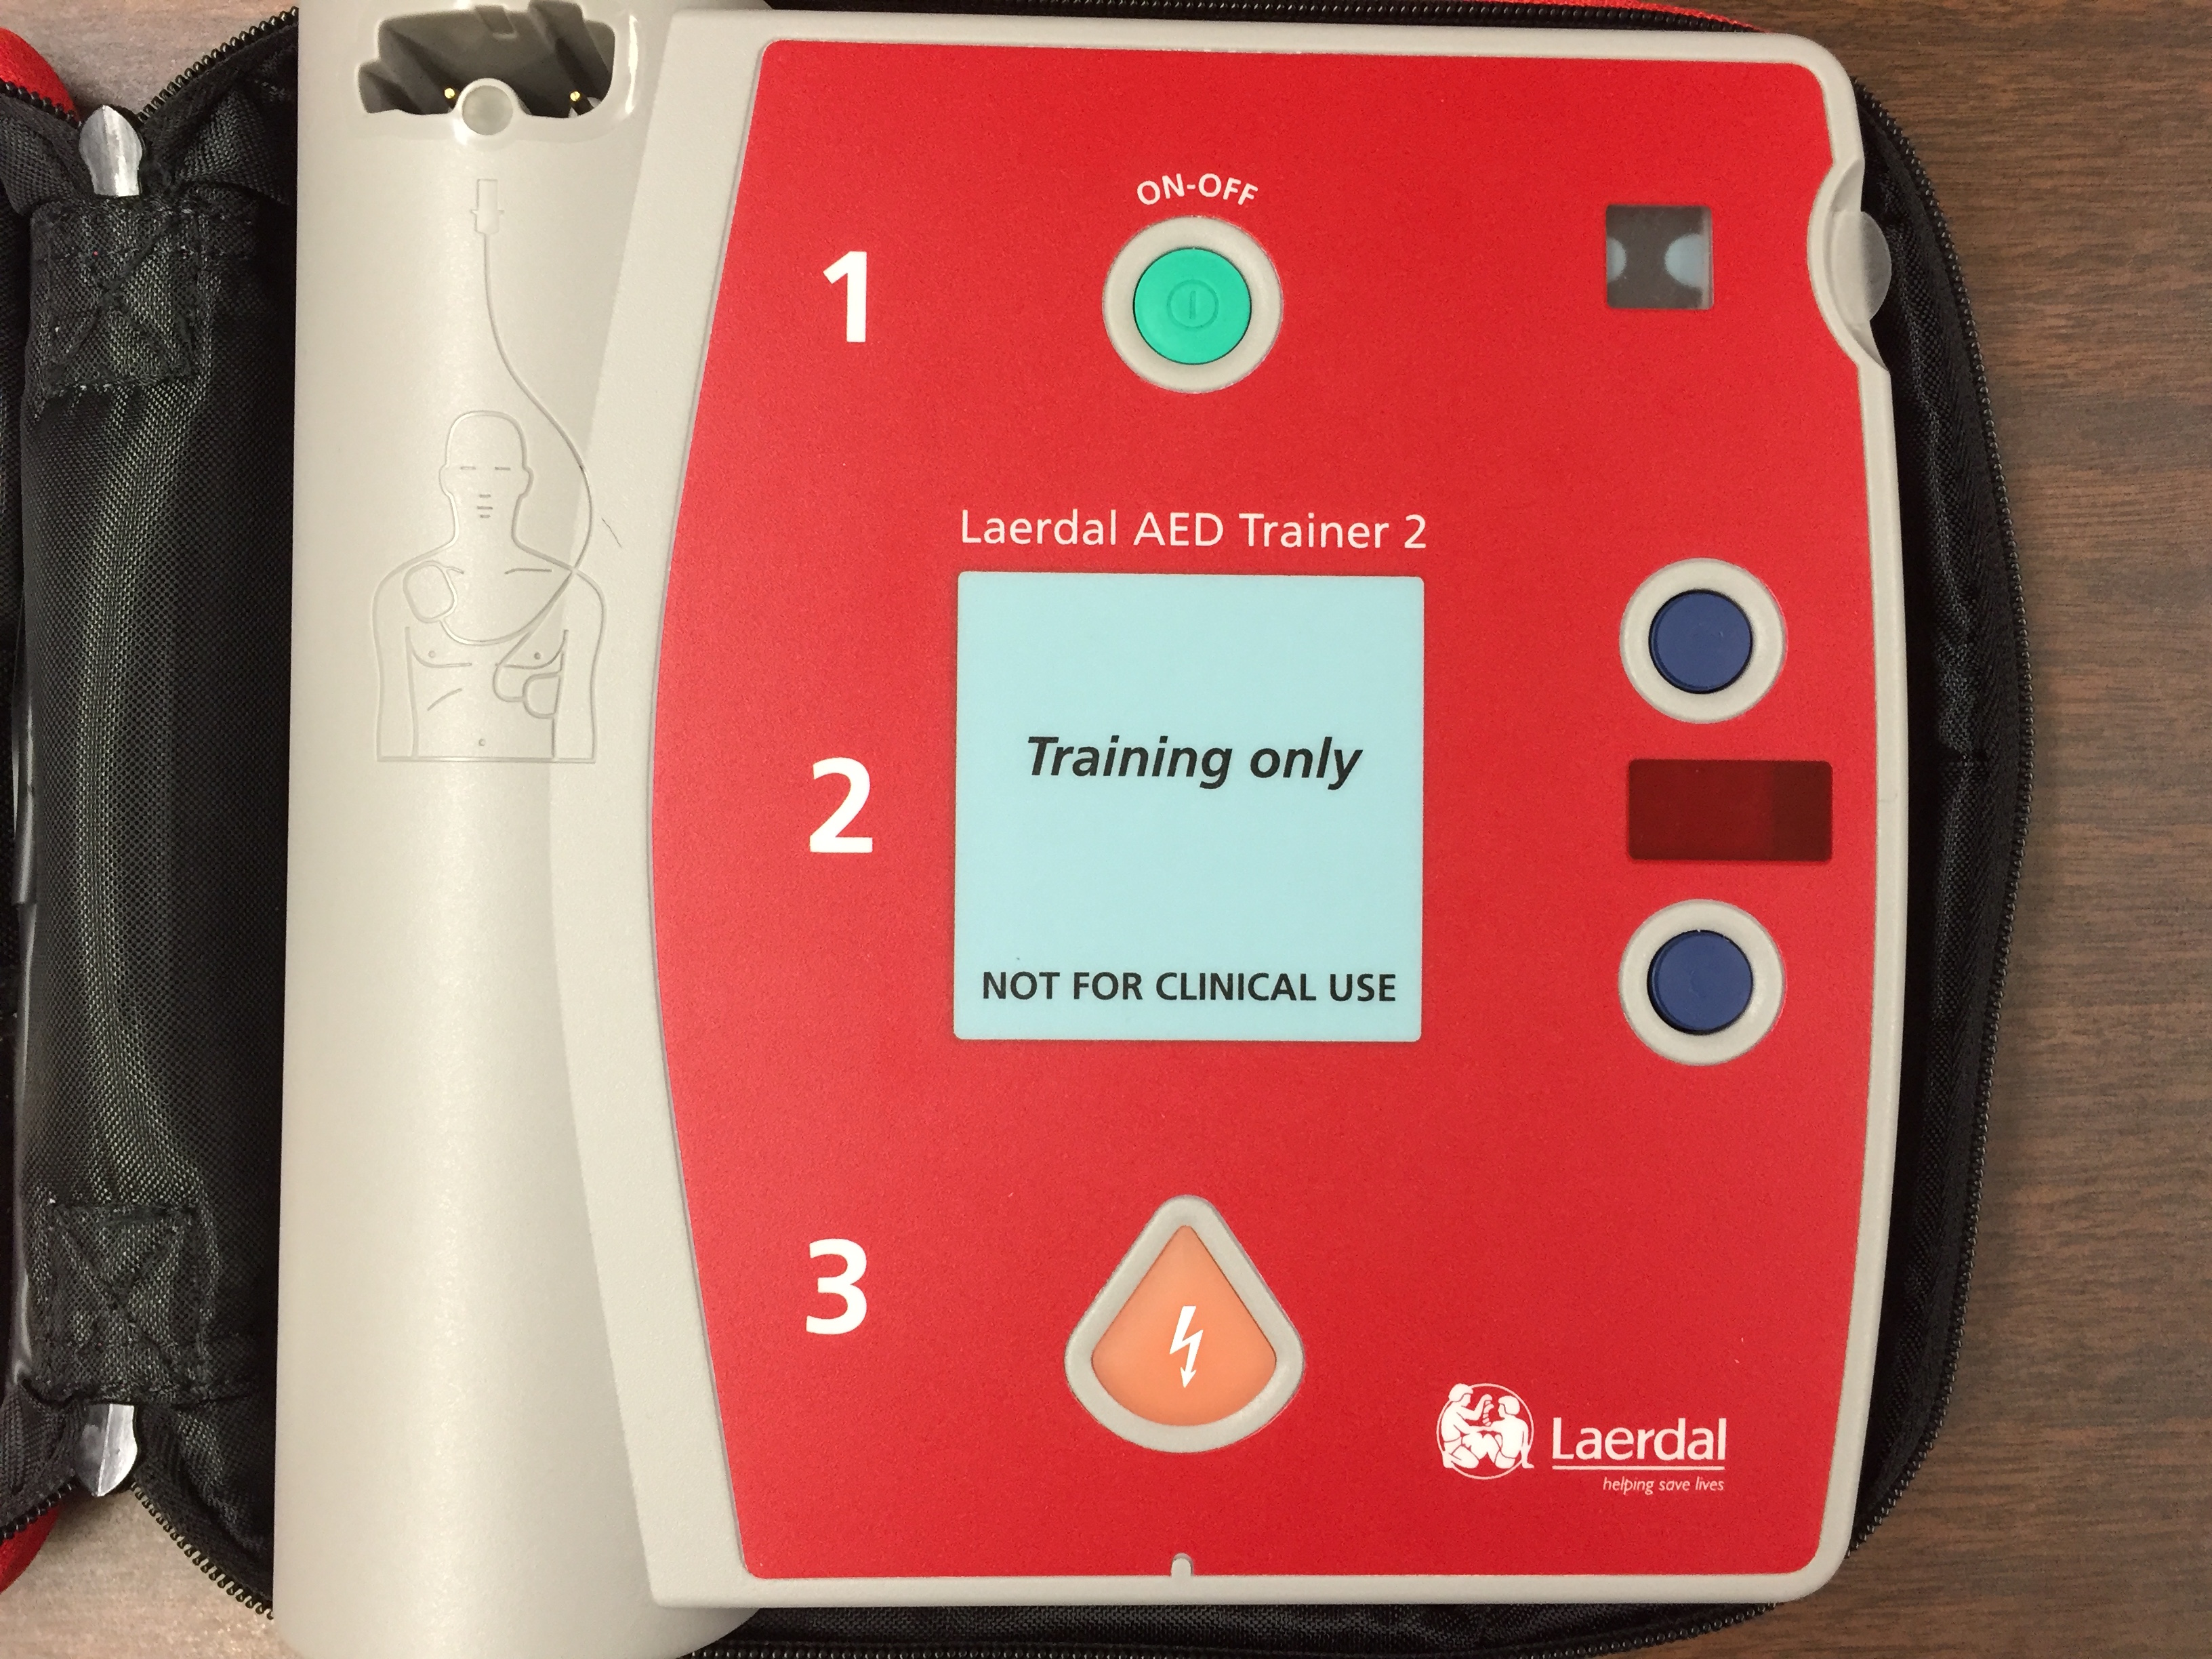 ON-OFF
1
Laerdal AED Trainer 2
Training only
2
NOT FOR CLINICAL USE
3
Laerdal
helping save lives